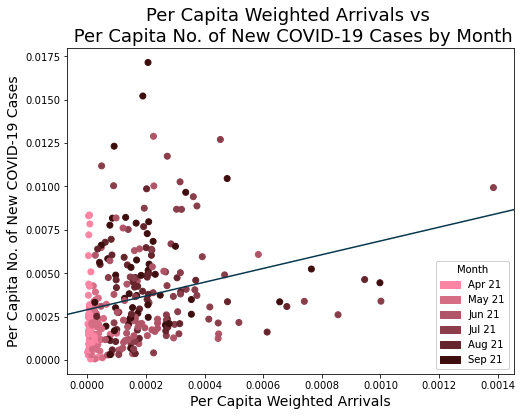 Per Capita Weighted Arrivals vs
Per Capita No. of New COVID-19 Cases by Month
Per Capita No. of New COVID-19 Cases
0.0175
0.0150
0.0125
0.0100
0.0075
0.0050
0.0025
0.0000
Month
Apr 21
May 21
Jun 21
Jul 21
Aug 21
Sep 21
0.0000 0.0002 0.0004 0.0006 0.0008 0.0010 0.0012 0.0014
Per Capita Weighted Arrivals